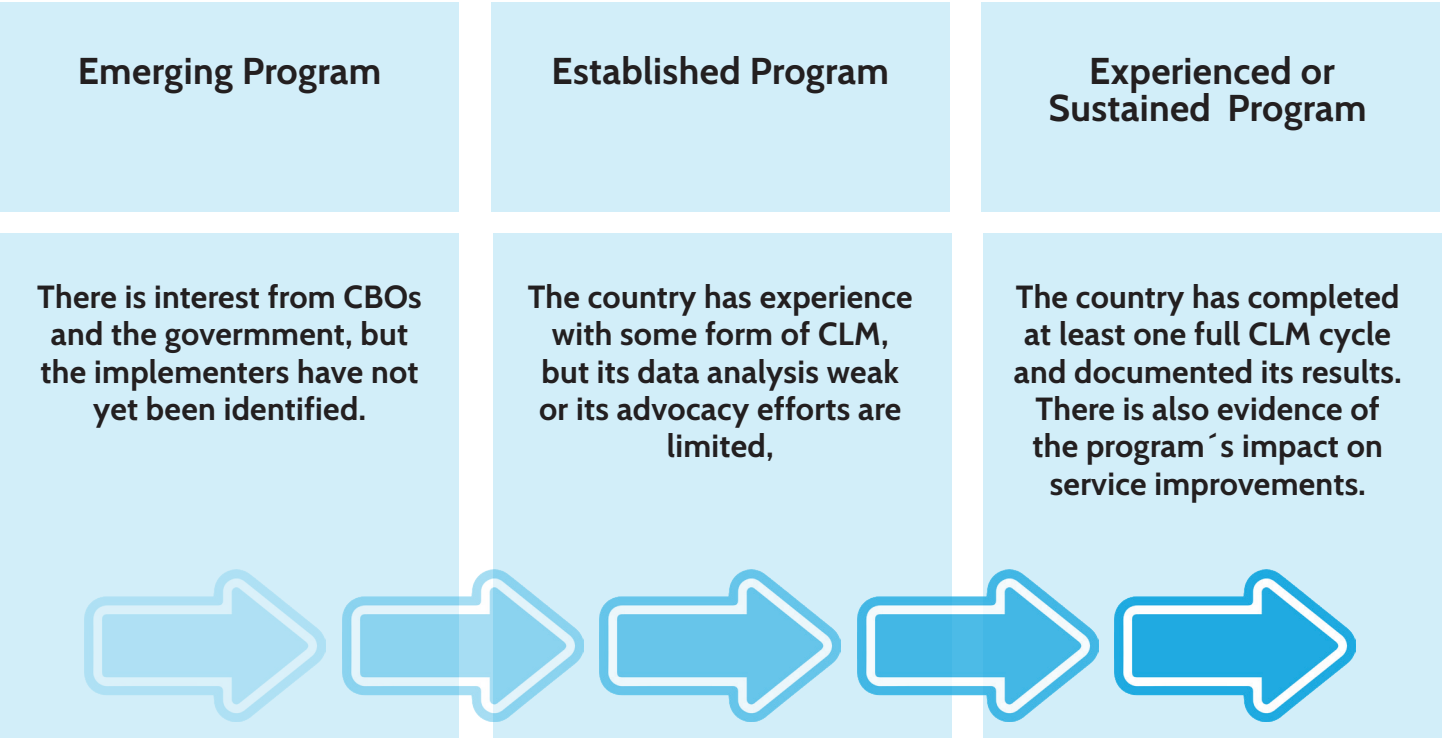 Emerging Program
Established Program
Experienced or
Sustained Program
There is interest from CBOs
and the govermment, but
the implementers have not
yet been identified.
The country has experience
with some form of CLM,
but its data analysis weak
or its advocacy efforts are
limited,
The country has completed
at least one full CLM cycle
and documented its results.
There is also evidence of
the program´s impact on
service improvements.